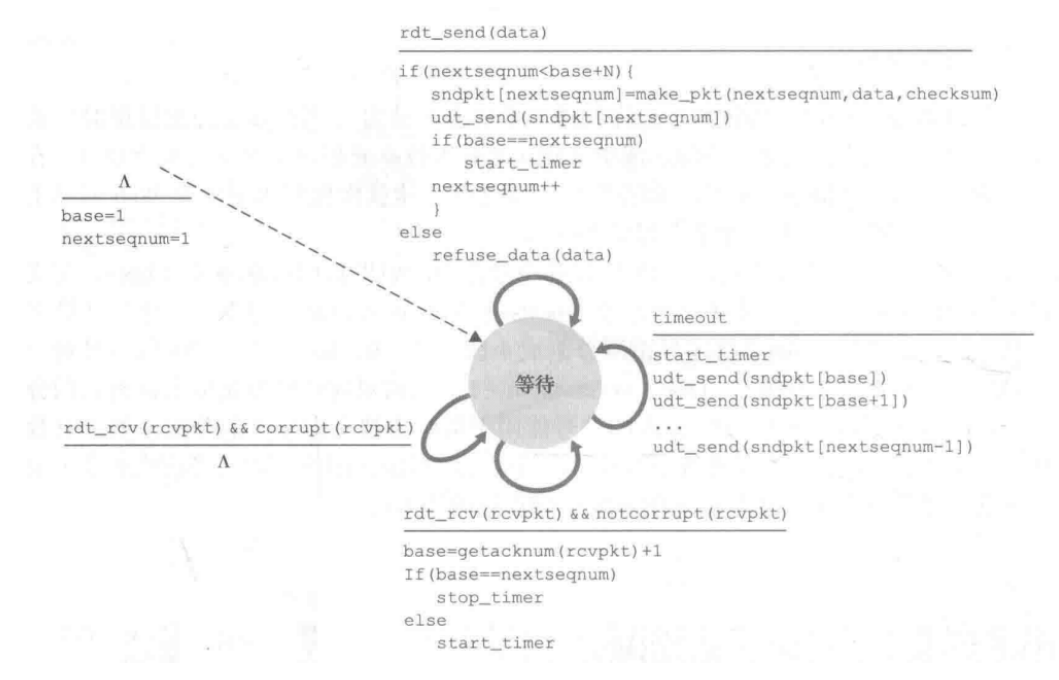 rdt_send(data)
if(nextseqnum<base+N){
sndpkt[nextseqnum]=make_pkt(nextseqnum,data,checksum)
udt_send(sndpkt[nextseqnum])
if(base==nextseqnum)
start_timer
nextseqnum++
}
else
refuse_data(data)
Λ
base=1
nextseqnum=1
timeout
start_timer
udt_send(sndpkt[base])
udt_send(sndpkt[base+1])
...
udt_send(sndpkt[nextseqnum-1])
等待
rdt_rcv(rcvpkt) && corrupt(rcvpkt)
Λ
rdt_rcv(rcvpkt) && notcorrupt(rcvpkt)
base=getacknum(rcvpkt)+1
If(base==nextseqnum)
stop_timer
else
start_timer